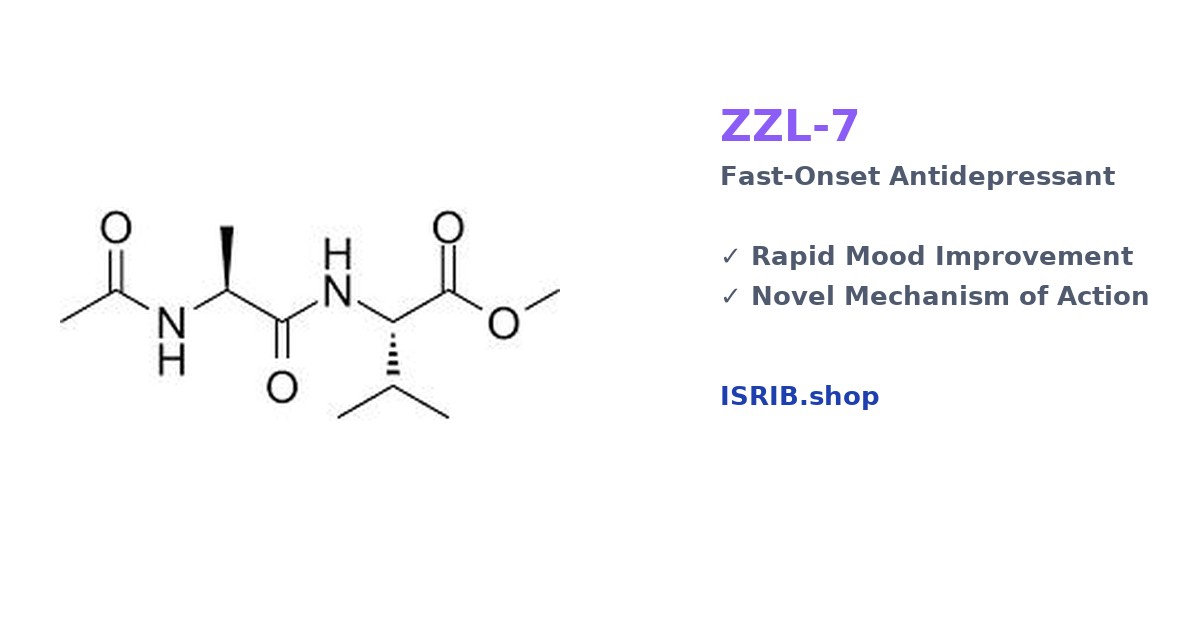 O
H
N
O
N
H
O
O
ZZL-7
Fast-Onset Antidepressant
✓ Rapid Mood Improvement
✓ Novel Mechanism of Action
ISRIB.shop